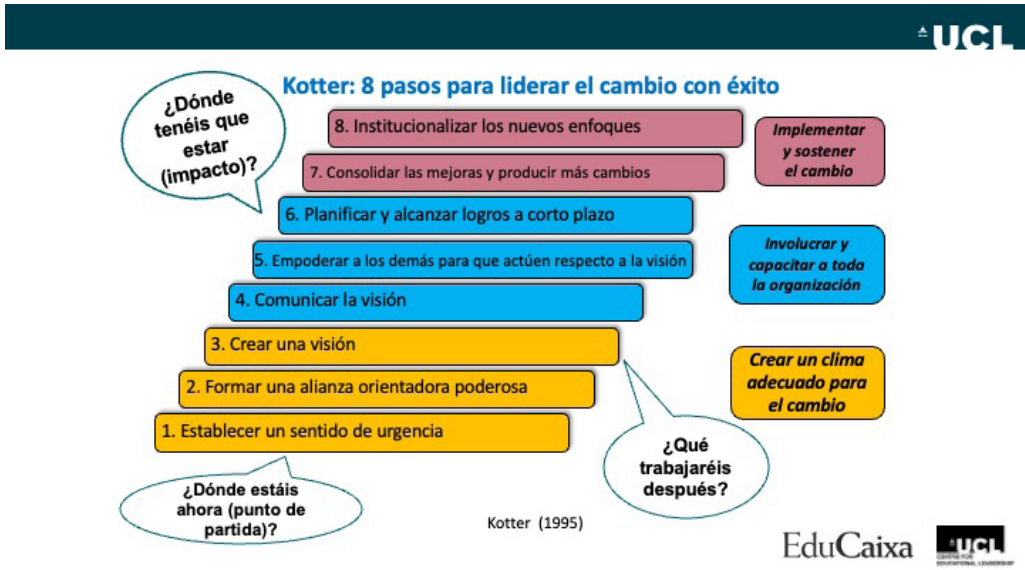 UCL
Kotter: 8 pasos para liderar el cambio con éxito
¿Dónde
tenéis que
estar
(impacto)?
8. Institucionalizar los nuevos enfoques
7. Consolidar las mejoras y producir más cambios
Implementar
y sostener
el cambio
6. Planificar y alcanzar logros a corto plazo
5. Empoderar a los demás para que actúen respecto a la visión
4. Comunicar la visión
Involucrar y
capacitar a toda
la organización
3. Crear una visión
2. Formar una alianza orientadora poderosa
1. Establecer un sentido de urgencia
Crear un clima
adecuado para
el cambio
¿Qué
trabajaréis
después?
¿Dónde estáis
ahora (punto de
partida)?
Kotter (1995)
EduCaixa
UCL
CENTRE FOR
EDUCATIONAL LEADERSHIP